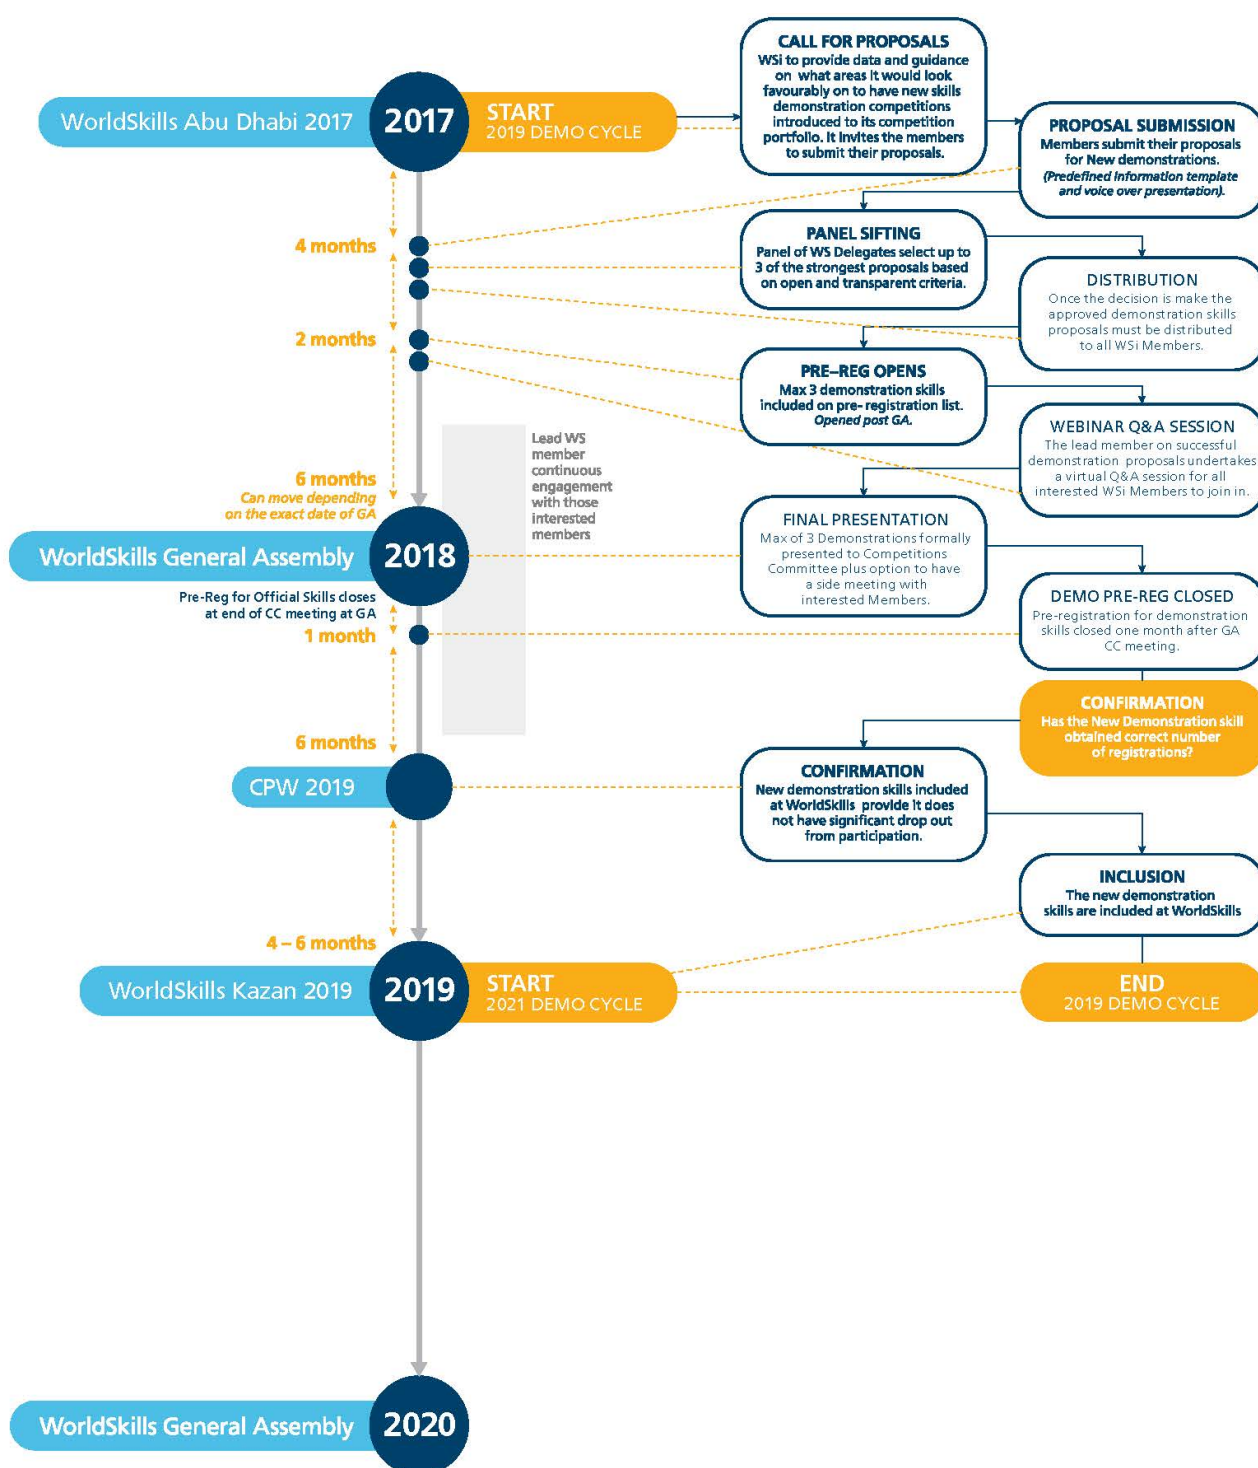 WorldSkills Abu Dhabi 2017
2017
START
2019 DEMO CYCLE
CALL FOR PROPOSALS
WSi to provide data and guidance
on what areas it would look
favourably on to have new skills
demonstration competitions
introduced to its competition
portfolio. It invites the members
to submit their proposals.
PROPOSAL SUBMISSION
Members submit their proposals
for New demonstrations.
(Predefined information template
and voice over presentation).
4 months
PANEL SIFTING
Panel of WS Delegates select up to
3 of the strongest proposals based
on open and transparent criteria.
DISTRIBUTION
Once the decision is make the
approved demonstration skills
proposals must be distributed
to all WSi Members.
2 months
PRE–REG OPENS
Max 3 demonstration skills
included on pre- registration list.
Opened post GA.
WEBINAR Q&A SESSION
The lead member on successful
demonstration proposals undertakes
a virtual Q&A session for all
interested WSi Members to join in.
Lead WS
member
continuous
engagement
with those
interested
members
6 months
Can move depending
on the exact date of GA
WorldSkills General Assembly
2018
FINAL PRESENTATION
Max of 3 Demonstrations formally
presented to Competitions
Committee plus option to have
a side meeting with
interested Members.
Pre-Reg for Official Skills closes
at end of CC meeting at GA
1 month
DEMO PRE-REG CLOSED
Pre-registration for demonstration
skills closed one month after GA
CC meeting.
CONFIRMATION
Has the New Demonstration skill
obtained correct number
of registrations?
6 months
CPW 2019
CONFIRMATION
New demonstration skills included
at WorldSkills provide it does
not have significant drop out
from participation.
INCLUSION
The new demonstration
skills are included at WorldSkills
4 – 6 months
WorldSkills Kazan 2019
2019
START
2021 DEMO CYCLE
END
2019 DEMO CYCLE
WorldSkills General Assembly
2020